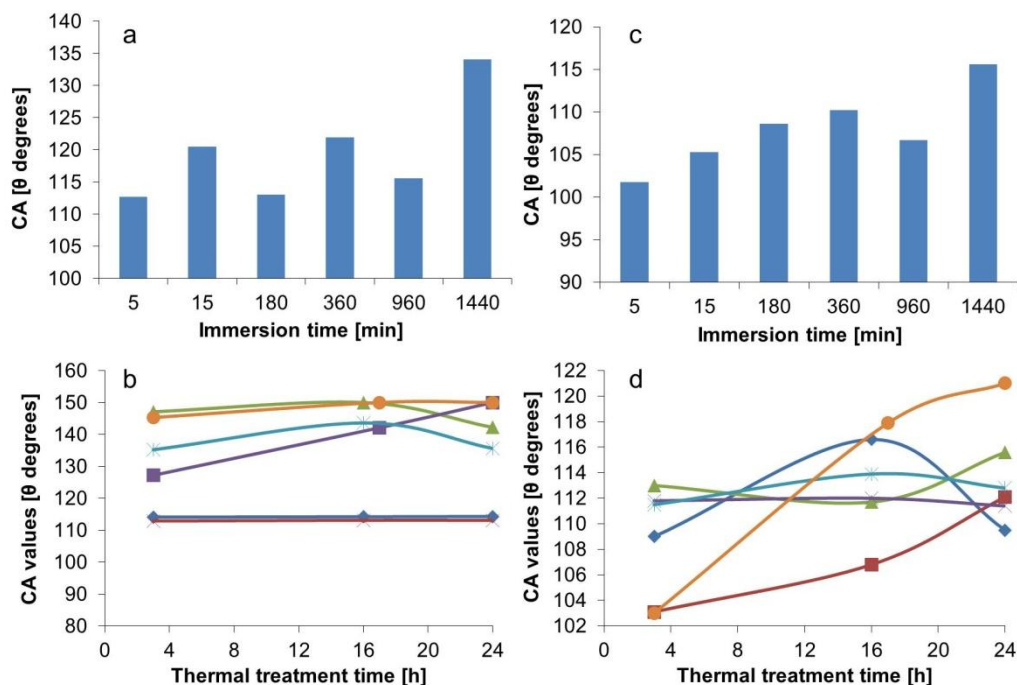 a
140
135
130
125
120
115
110
105
100
CA [θ degrees]
5 15 180 360 960 1440
Immersion time [min]
c
120
115
110
105
100
95
90
CA [θ degrees]
5 15 180 360 960 1440
Immersion time [min]
b
160
150
140
130
120
110
100
90
80
CA values [θ degrees]
0 4 8 12 16 20 24
Thermal treatment time [h]
d
122
120
118
116
114
112
110
108
106
104
102
CA values [θ degrees]
0 4 8 12 16 20 24
Thermal treatment time [h]